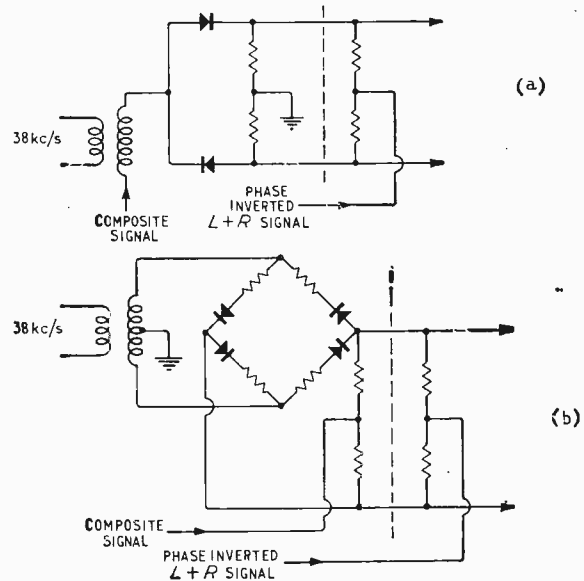 (a)
38kc/s
COMPOSITE
SIGNAL
PHASE
INVERTED
L+R SIGNAL
38kc/s
(b)
COMPOSITE
SIGNAL
PHASE INVERTED
L+R SIGNAL